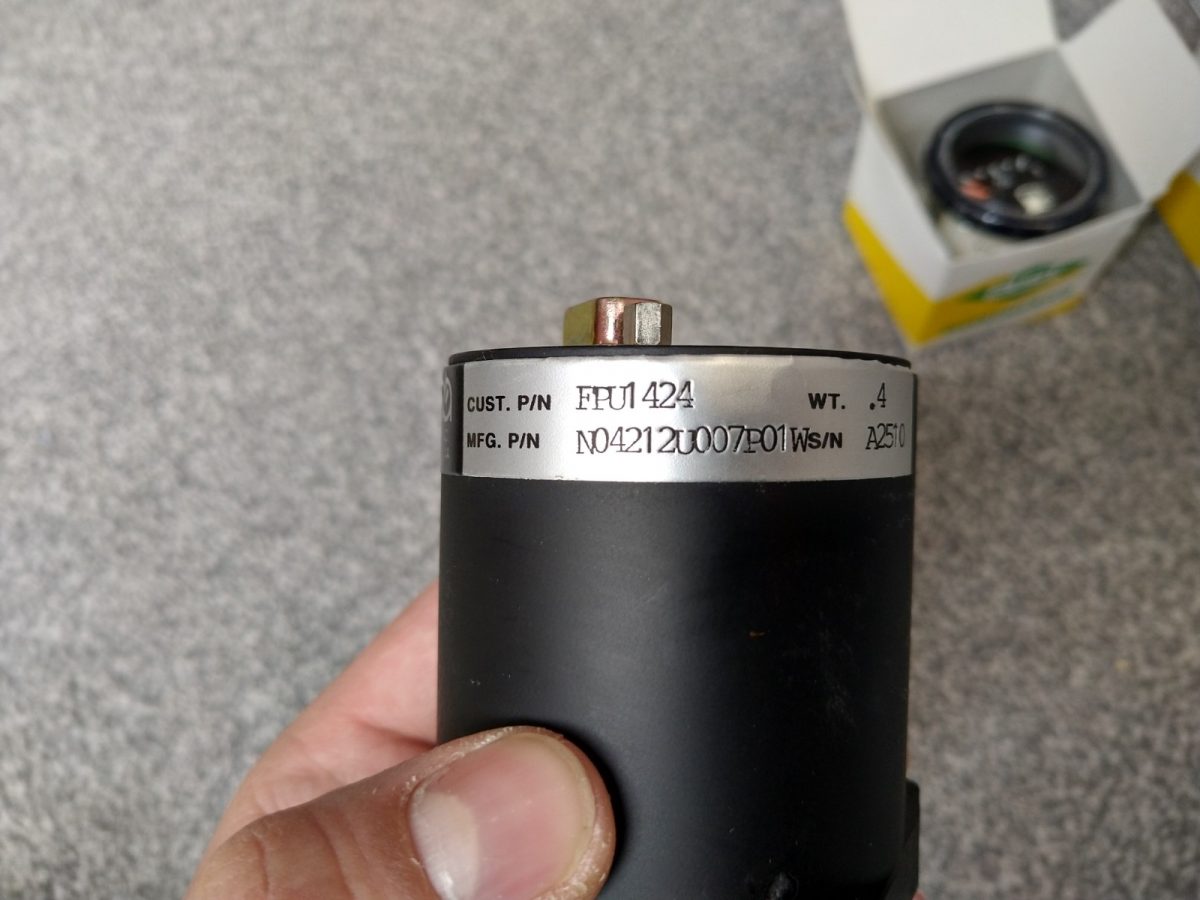 CUST. P/N FPU1424 WT. .4
MFG. P/N N04212U007P01W S/N A2510